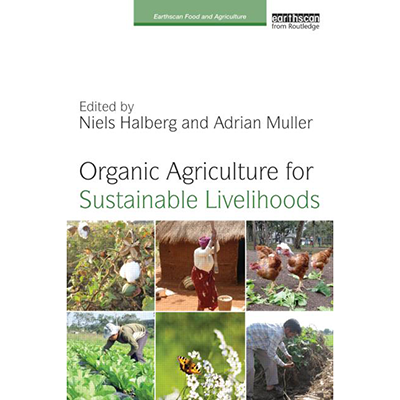 Earthscan Food and Agriculture
earthscan
from Routledge
Edited by
Niels Halberg and Adrian Muller
Organic Agriculture for
Sustainable Livelihoods